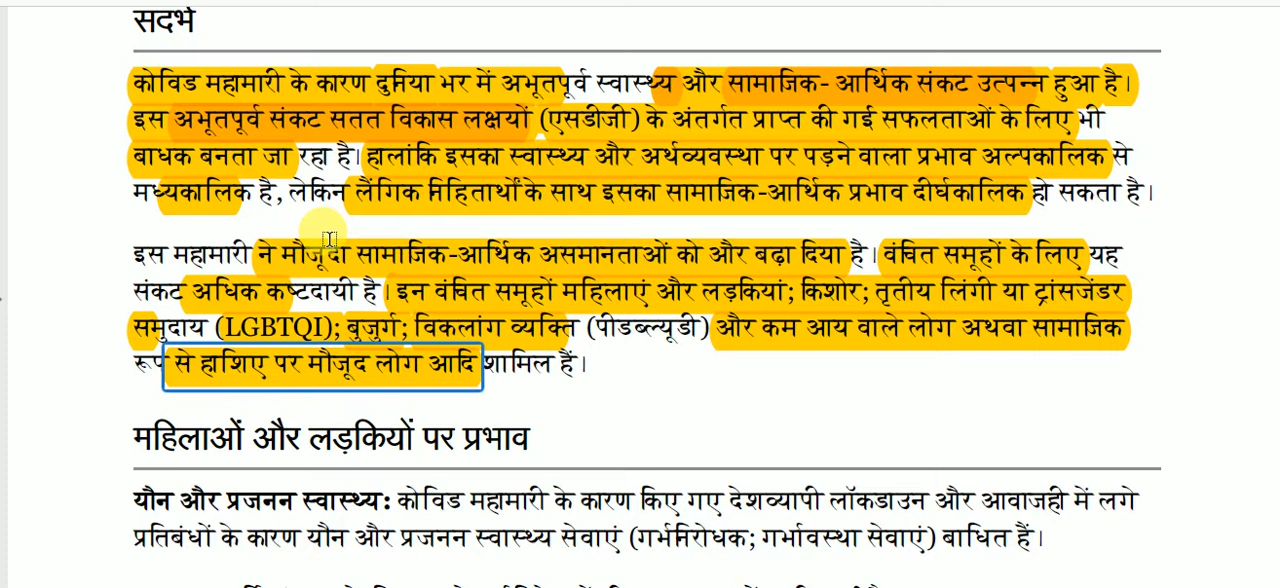 संदर्भ
कोविड महामारी के कारण दुनिया भर में अभूतपूर्व स्वास्थ्य और सामाजिक- आर्थिक संकट उत्पन्न हुआ है।
इस अभूतपूर्व संकट सतत विकास लक्षयों (एसडीजी) के अंतर्गत प्राप्त की गई सफलताओं के लिए भी
बाधक बनता जा रहा है। हालांकि इसका स्वास्थ्य और अर्थव्यवस्था पर पड़ने वाला प्रभाव अल्पकालिक से
मध्यकालिक है, लेकिन लैंगिक निहितार्थों के साथ इसका सामाजिक-आर्थिक प्रभाव दीर्घकालिक हो सकता है।
इस महामारी ने मौजूदा सामाजिक-आर्थिक असमानताओं को और बढ़ा दिया है। वंचित समूहों के लिए यह
संकट अधिक कष्टदायी है। इन वंचित समूहों महिलाएं और लड़कियां; किशोर; तृतीय लिंगी या ट्रांसजेंडर
समुदाय (LGBTQI); बुजुर्ग; विकलांग व्यक्ति (पीडब्ल्यूडी) और कम आय वाले लोग अथवा सामाजिक
रूप से हाशिए पर मौजूद लोग आदि शामिल हैं।
महिलाओं और लड़कियों पर प्रभाव
यौन और प्रजनन स्वास्थ्य: कोविड महामारी के कारण किए गए देशव्यापी लॉकडाउन और आवाजही में लगे
प्रतिबंधों के कारण यौन और प्रजनन स्वास्थ्य सेवाएं (गर्भनिरोधक; गर्भावस्था सेवाएं) बाधित हैं।